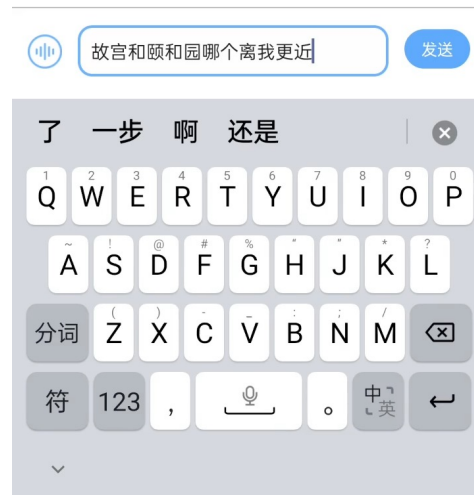 故宫和颐和园哪个离我更近
发送
了 一步 啊 还是
1 2 3 4 5 6 7 8 9 0
Q W E R T Y U I O P
~ ! @ # % " " * ?
A S D F G H J K L
( ) - _ : ; /
分词 Z X C V B N M
符 123 , 。 中英